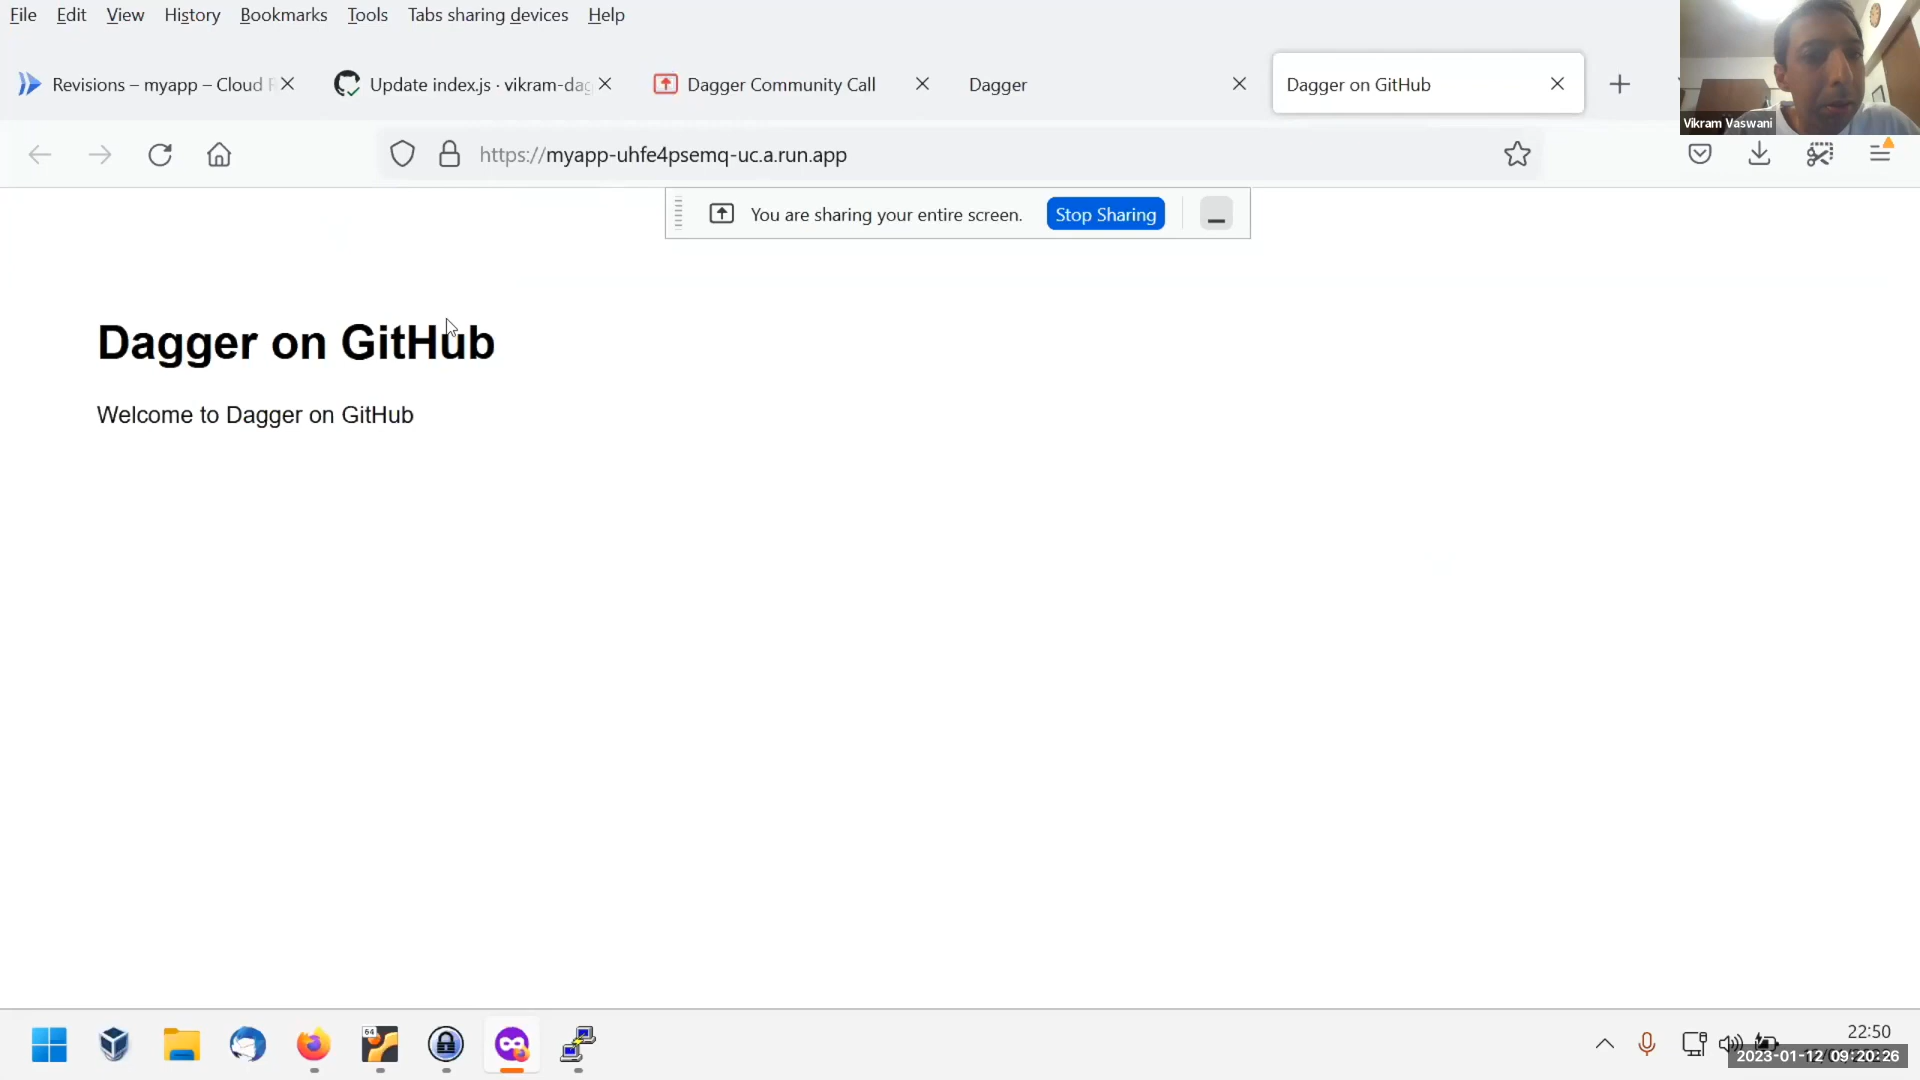 File Edit View History Bookmarks Tools Tabs sharing devices Help
Revisions – myapp – Cloud R
Update index.js · vikram-dag
Dagger Community Call
Dagger
Dagger on GitHub
Vikram Vaswani
https://myapp-uhfe4psemq-uc.a.run.app
You are sharing your entire screen.
Stop Sharing
Dagger on GitHub
Welcome to Dagger on GitHub
64
22:50
2023-01-12 09:20:26